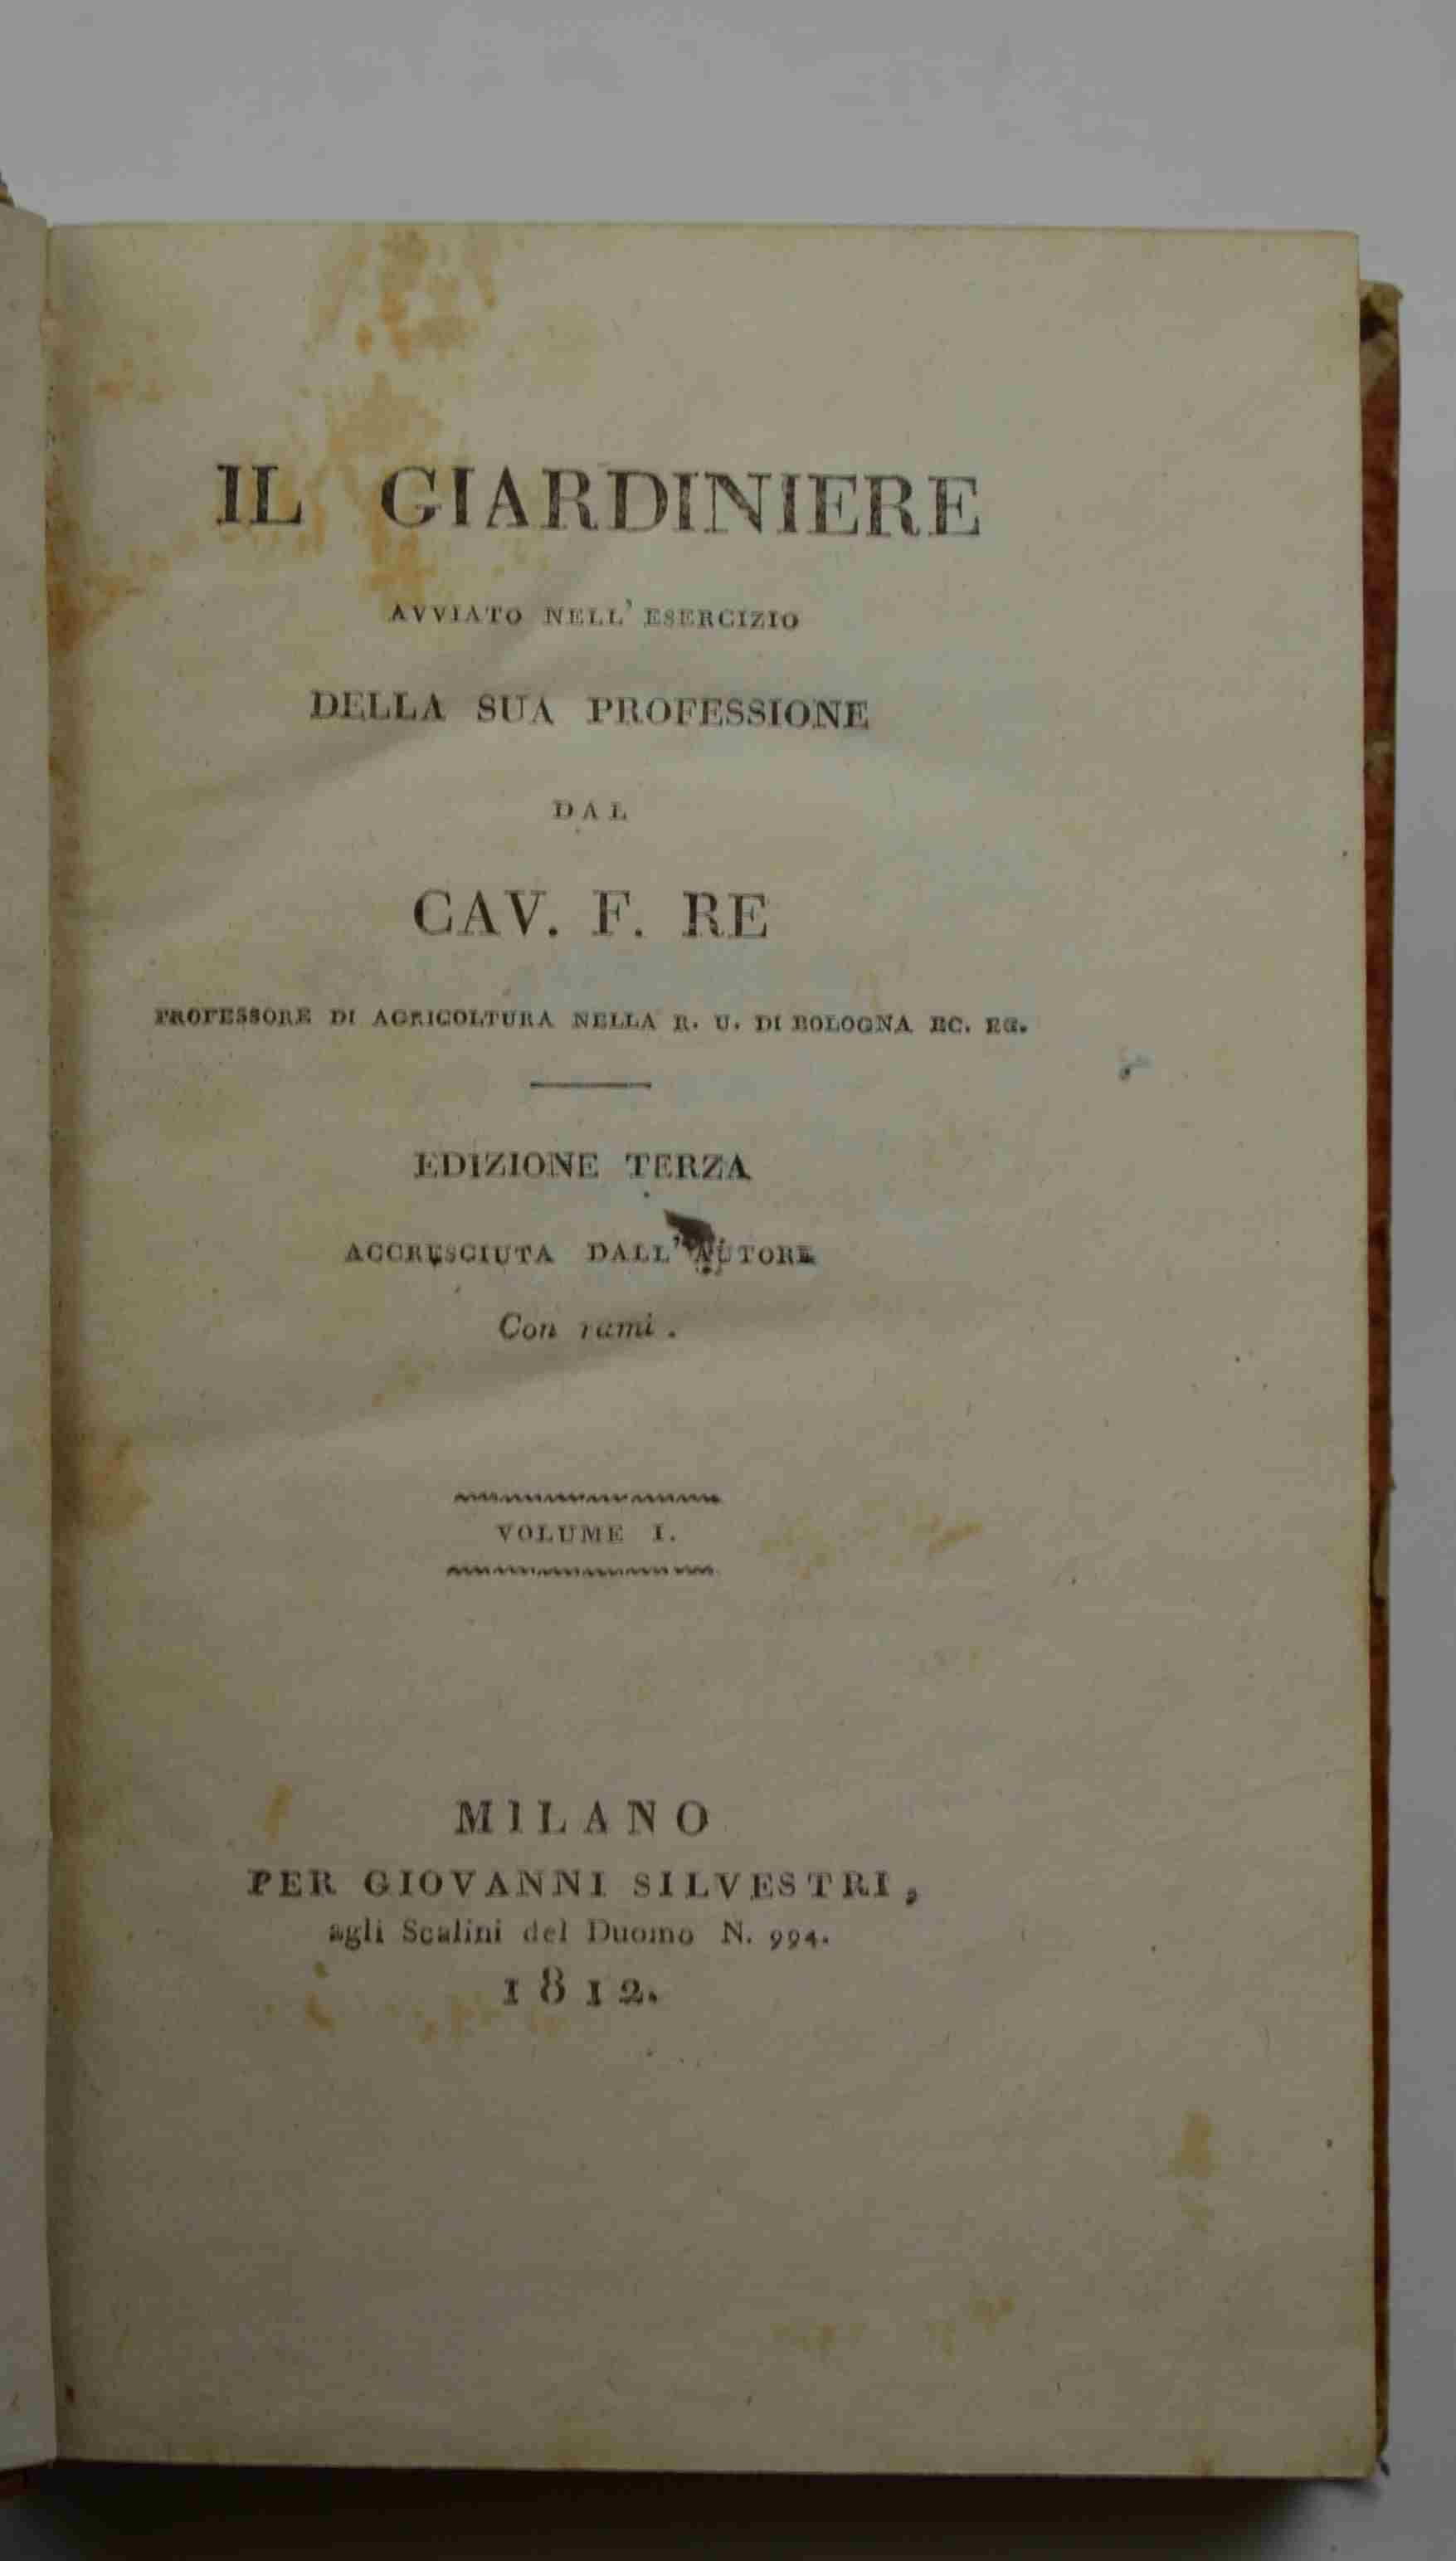 IL GIARDINIERE
AVVIATO NELL' ESERCIZIO
DELLA SUA PROFESSIONE
DAL
CAV. F. RE
PROFESSORE DI AGRICOLTURA NELLA R. U. DI BOLOGNA EC. EC.
EDIZIONE TERZA
ACCRESCIUTA DALL' AUTORE
Con rami.
VOLUME I.
MILANO
PER GIOVANNI SILVESTRI,
agli Scalini del Duomo N. 994.
1812.